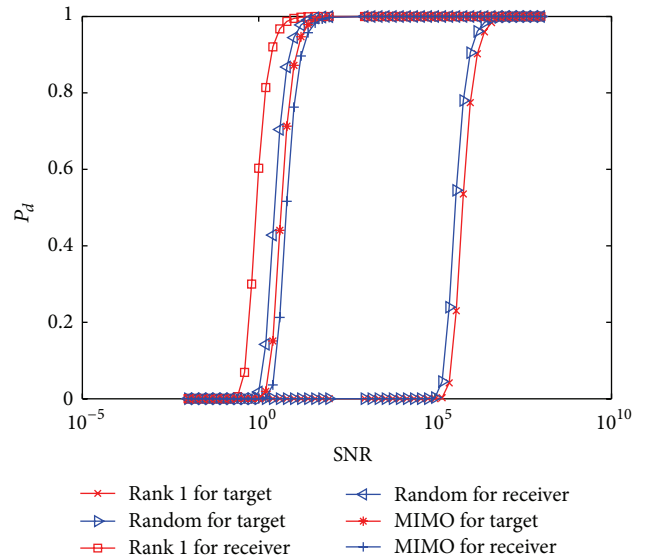 1
0.8
0.6
0.4
0.2
0
P_d
10^−5
10^0
10^5
10^10
SNR
Rank 1 for target
Random for target
Rank 1 for receiver
Random for receiver
MIMO for target
MIMO for receiver